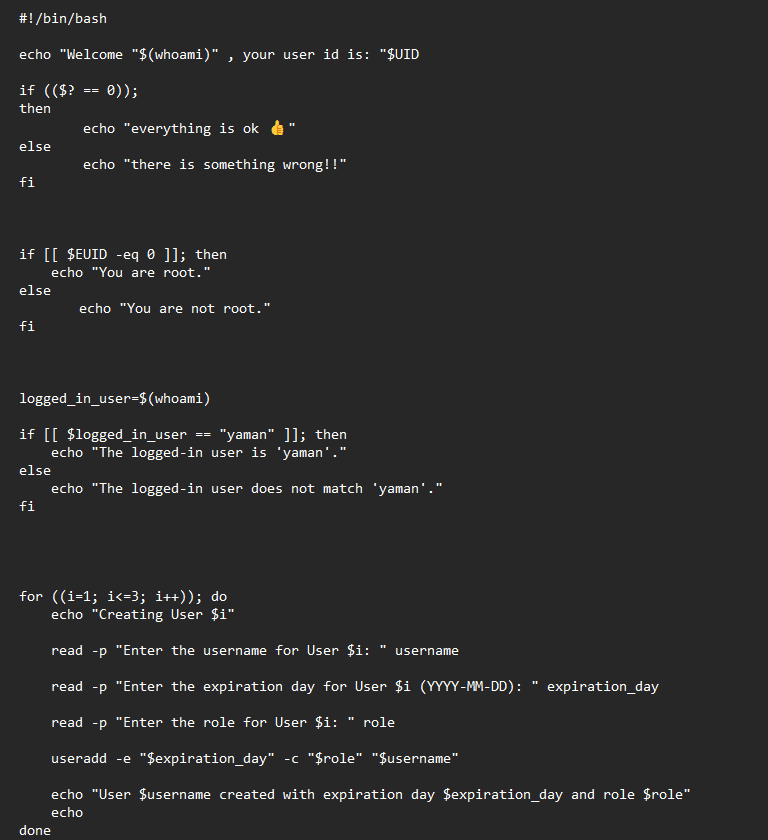 #!/bin/bash
echo "Welcome "$(whoami)" , your user id is: "$UID
if (($? == 0));
then
echo "everything is ok 👍"
else
echo "there is something wrong!!"
fi
if [[ $EUID -eq 0 ]]; then
echo "You are root."
else
echo "You are not root."
fi
logged_in_user=$(whoami)
if [[ $logged_in_user == "yaman" ]]; then
echo "The logged-in user is 'yaman'."
else
echo "The logged-in user does not match 'yaman'."
fi
for ((i=1; i<=3; i++)); do
echo "Creating User $i"
read -p "Enter the username for User $i: " username
read -p "Enter the expiration day for User $i (YYYY-MM-DD): " expiration_day
read -p "Enter the role for User $i: " role
useradd -e "$expiration_day" -c "$role" "$username"
echo "User $username created with expiration day $expiration_day and role $role"
echo
done